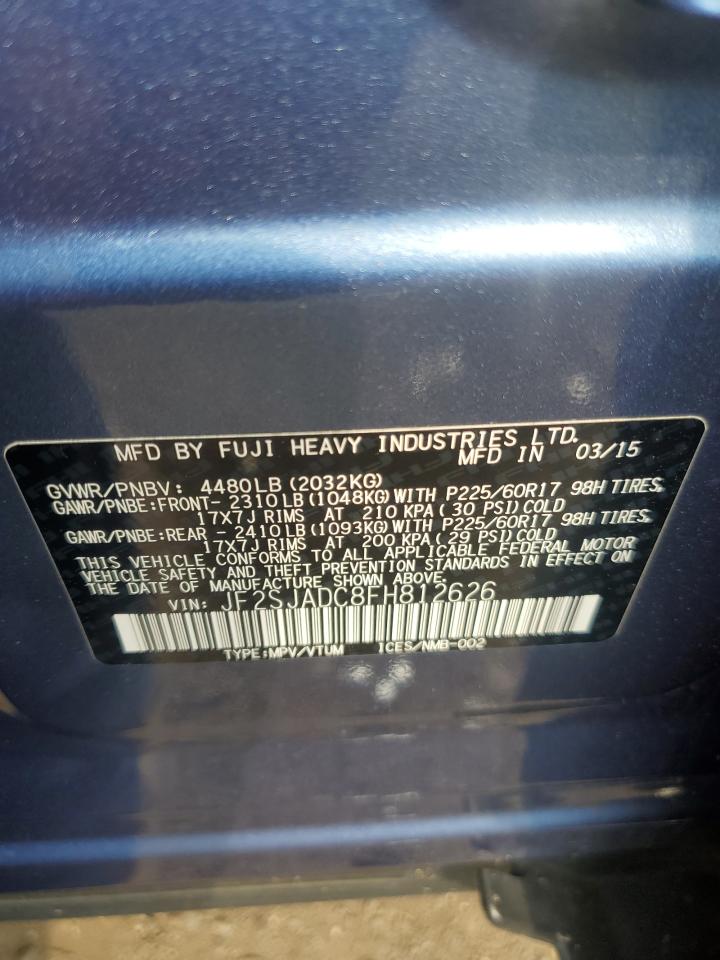 MFD BY FUJI HEAVY INDUSTRIES LTD.
MFD IN 03/15
GVWR/PNBV: 4480LB (2032KG)
GAWR/PNBE:FRONT- 2310LB(1048KG)WITH P225/60R17 98H TIRES,
17X7J RIMS AT 210 KPA( 30 PSI)COLD
GAWR/PNBE:REAR - 2410LB(1093KG)WITH P225/60R17 98H TIRES,
17X7J RIMS AT 200 KPA( 29 PSI)COLD
THIS VEHICLE CONFORMS TO ALL APPLICABLE FEDERAL MOTOR
VEHICLE SAFETY AND THEFT PREVENTION STANDARDS IN EFFECT ON
THE DATE OF MANUFACTURE SHOWN ABOVE.
VIN: JF2SJADC8FH812626
TYPE:MPV/VTUM ICES/NMB-002